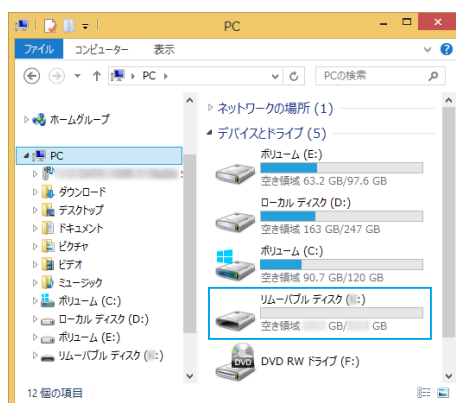 PC
ファイル コンピューター 表示
PC PCの検索
ホームグループ
PC
ダウンロード
デスクトップ
ドキュメント
ピクチャ
ビデオ
ミュージック
ボリューム (C:)
ローカル ディスク (D:)
ボリューム (E:)
リムーバブル ディスク ( :)
ネットワークの場所 (1)
デバイスとドライブ (5)
ボリューム (E:)
空き領域 63.2 GB/97.6 GB
ローカル ディスク (D:)
空き領域 163 GB/247 GB
ボリューム (C:)
空き領域 90.7 GB/120 GB
リムーバブル ディスク ( :)
空き領域 GB/ GB
DVD
DVD RW ドライブ (F:)
12 個の項目